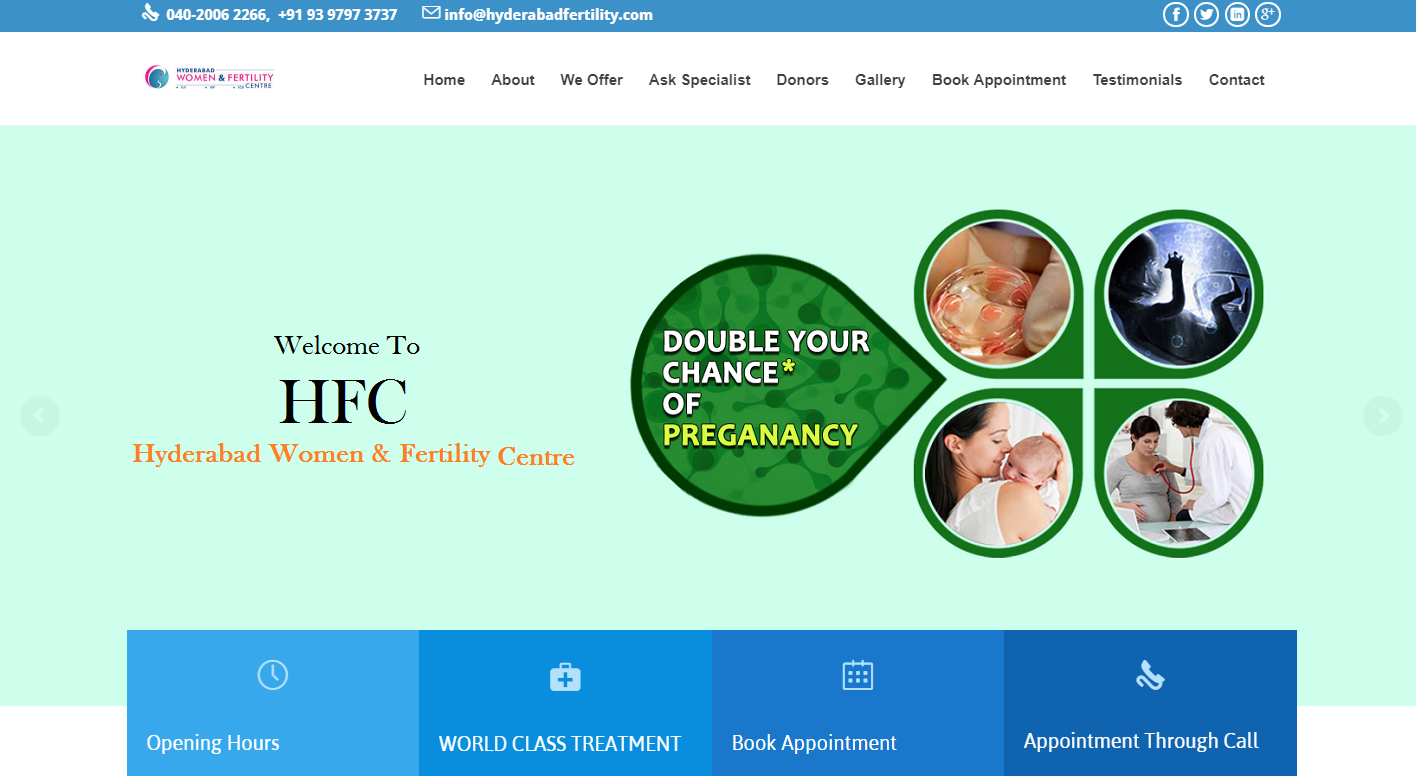 040-2006 2266, +91 93 9797 3737 info@hyderabadfertility.com
HYDERABAD
WOMEN & FERTILITY
CENTRE
Home About We Offer Ask Specialist Donors Gallery Book Appointment Testimonials Contact
Welcome To
HFC
Hyderabad Women & Fertility Centre
DOUBLE YOUR
CHANCE*
OF
PREGANANCY
Opening Hours
WORLD CLASS TREATMENT
Book Appointment
Appointment Through Call